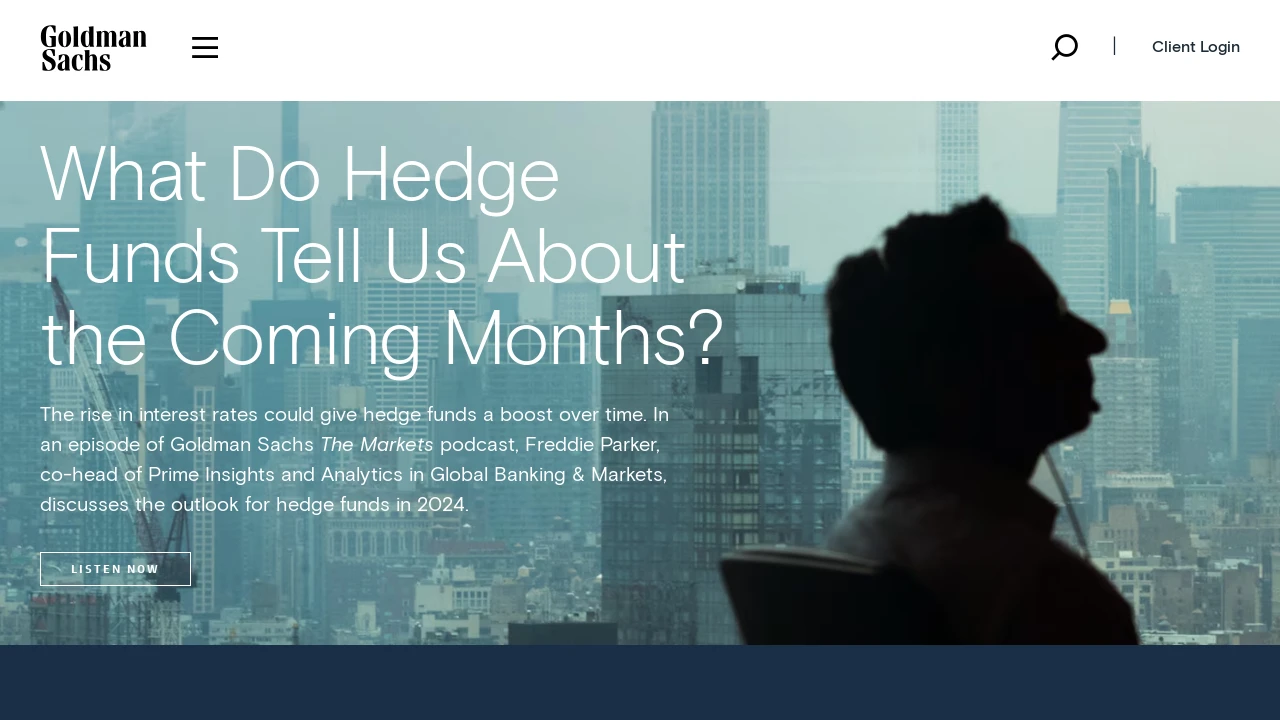 Goldman
Sachs
Client Login
What Do Hedge
Funds Tell Us About
the Coming Months?
The rise in interest rates could give hedge funds a boost over time. In
an episode of Goldman Sachs The Markets podcast, Freddie Parker,
co-head of Prime Insights and Analytics in Global Banking & Markets,
discusses the outlook for hedge funds in 2024.
LISTEN NOW